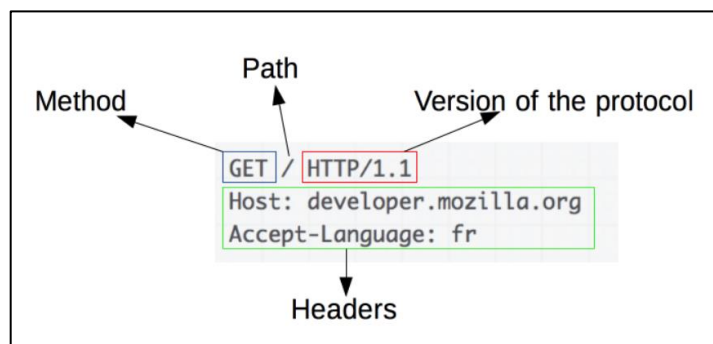 Path
Method
Version of the protocol
GET / HTTP/1.1
Host: developer.mozilla.org
Accept-Language: fr
Headers